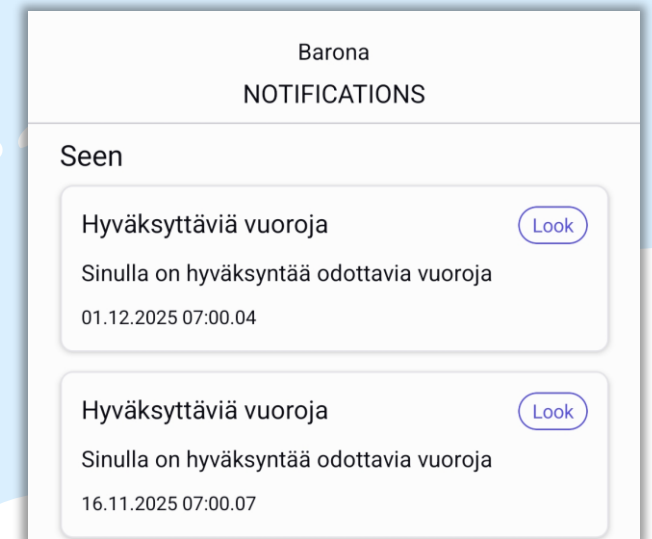 Barona
NOTIFICATIONS
Seen
Hyväksyttäviä vuoroja
Look
Sinulla on hyväksyntää odottavia vuoroja
01.12.2025 07:00.04
Hyväksyttäviä vuoroja
Look
Sinulla on hyväksyntää odottavia vuoroja
16.11.2025 07:00.07